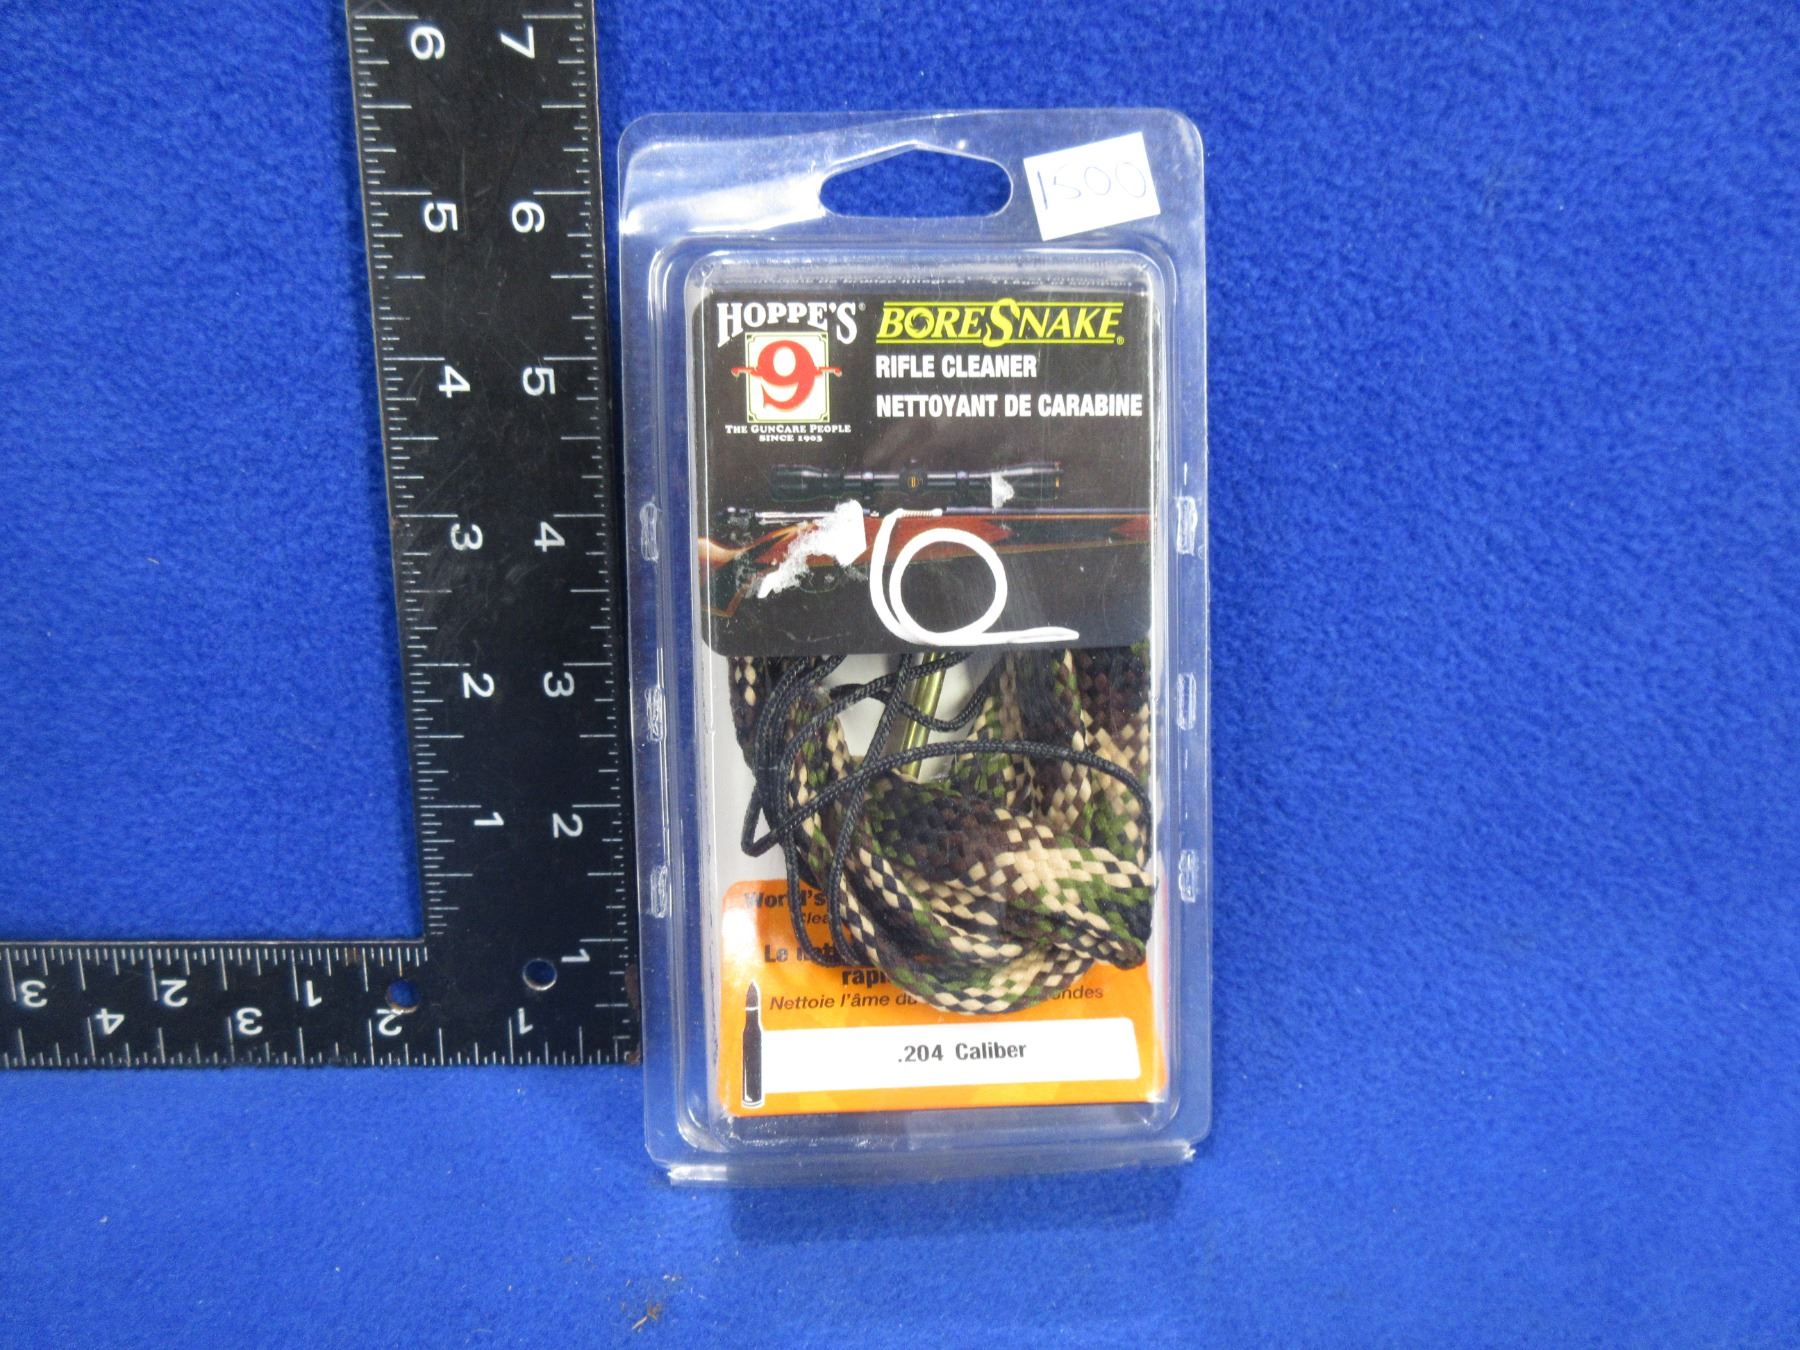 6 7
5 6
4 5
3 4
2 3
1 2
1
3 2 1
4 3 2 1
1500
HOPPE'S®
9
THE GUNCARE PEOPLE
SINCE 1903
BORESNAKE®
RIFLE CLEANER
NETTOYANT DE CARABINE
World's
Le
Nettoie l'âme du
.204 Caliber